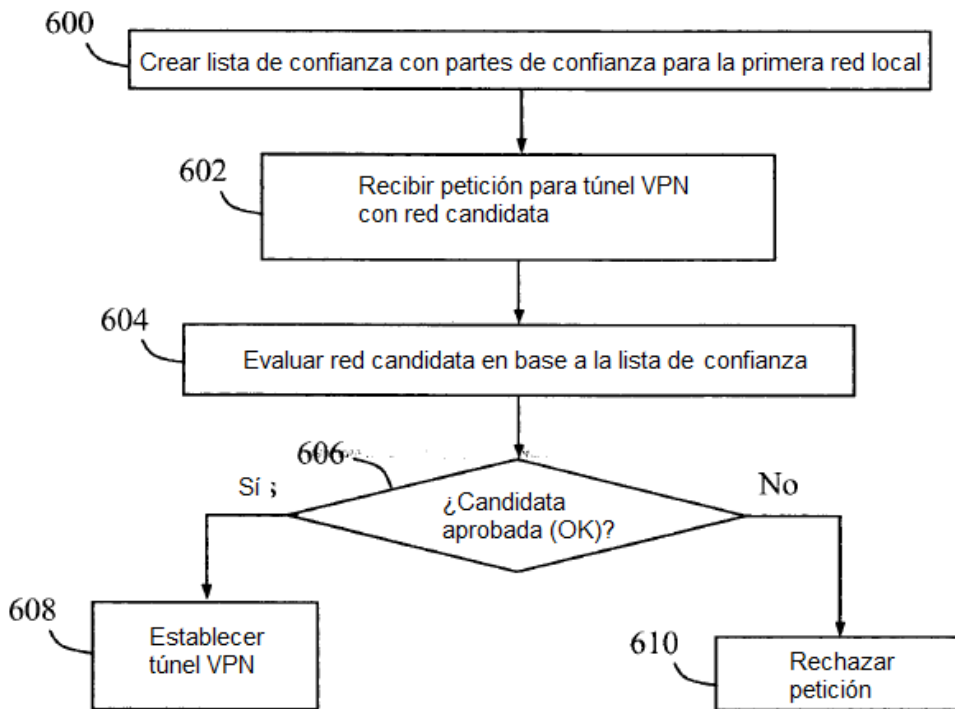 600
Crear lista de confianza con partes de confianza para la primera red local
602
Recibir petición para túnel VPN
con red candidata
604
Evaluar red candidata en base a la lista de confianza
606
Sí ;
No
¿Candidata
aprobada (OK)?
608
Establecer
túnel VPN
610
Rechazar
petición